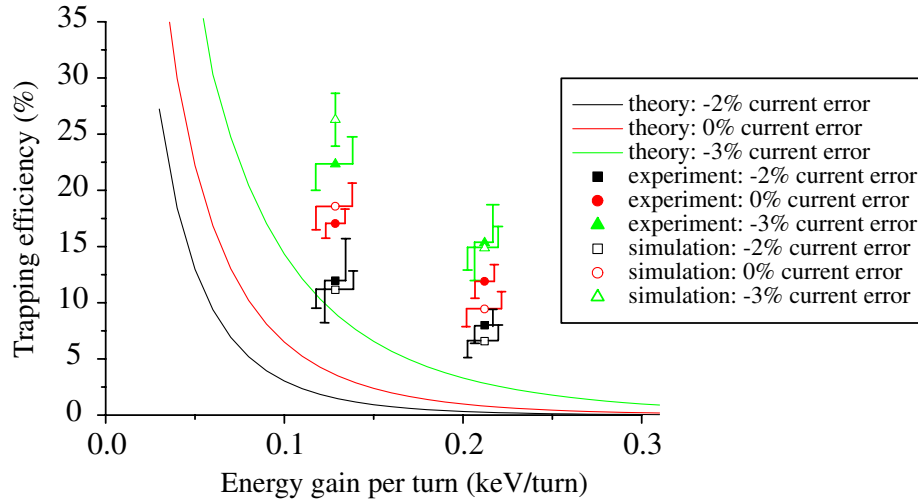 35
30
25
20
15
10
5
0
Trapping efficiency (%)
0.0
0.1
0.2
0.3
Energy gain per turn (keV/turn)
theory: -2% current error
theory: 0% current error
theory: -3% current error
experiment: -2% current error
experiment: 0% current error
experiment: -3% current error
simulation: -2% current error
simulation: 0% current error
simulation: -3% current error